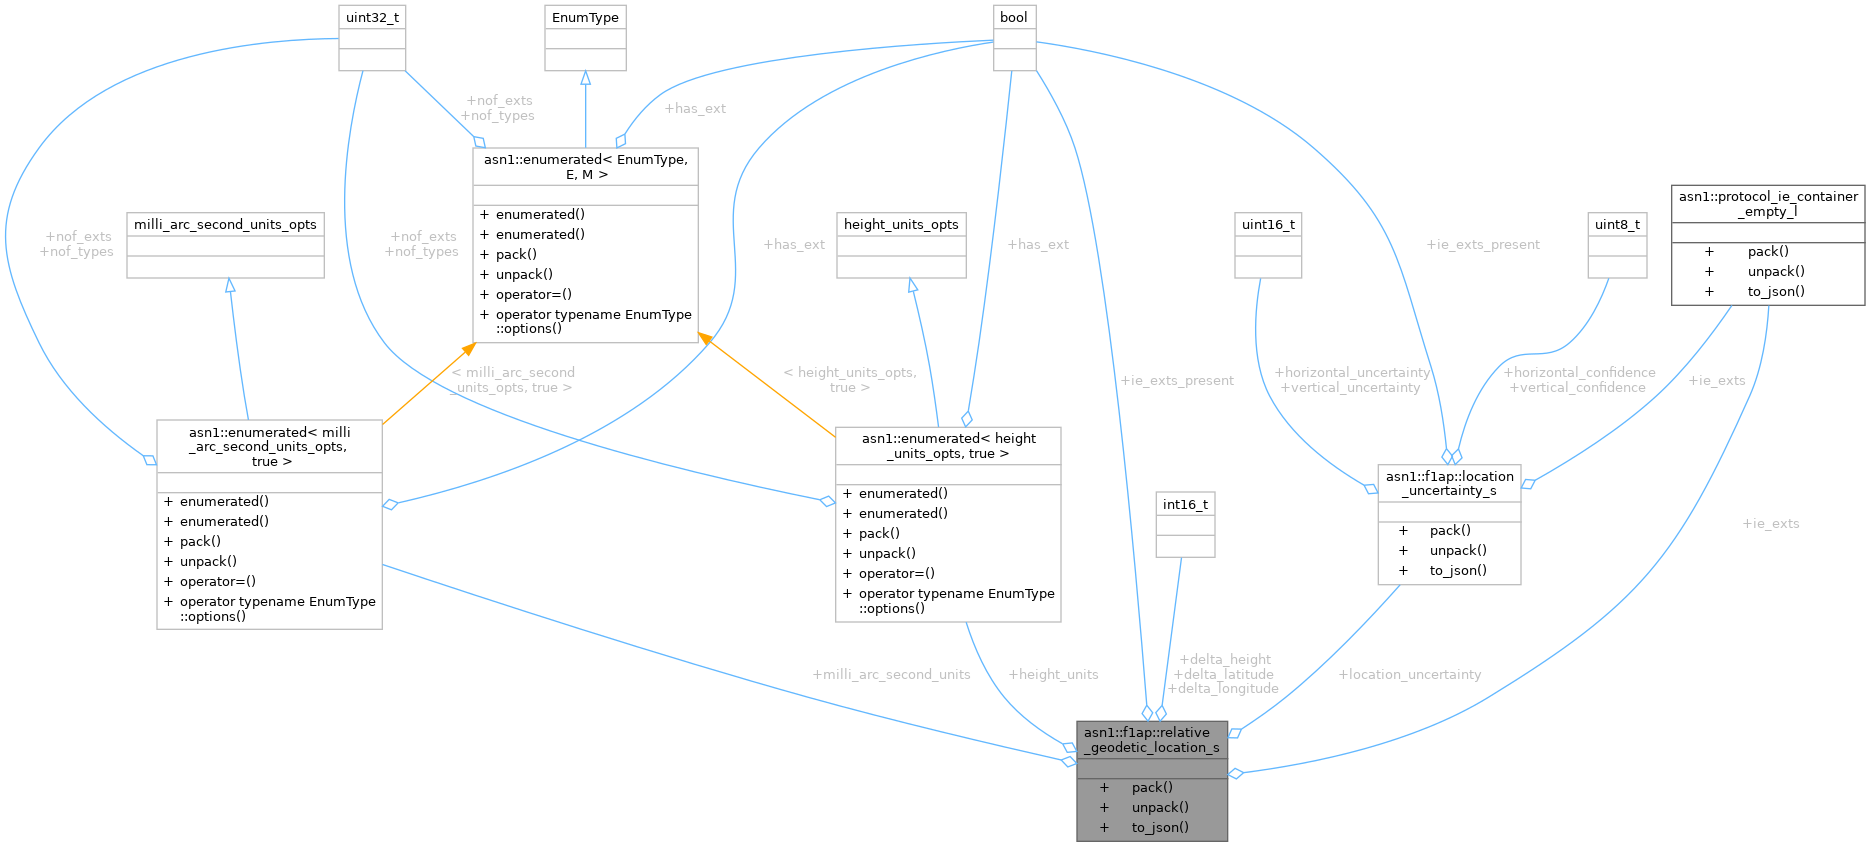 uint32_t
EnumType
bool
+nof_exts
+nof_types
+has_ext
asn1::enumerated< EnumType,
E, M >
+ enumerated()
+ enumerated()
+ pack()
+ unpack()
+ operator=()
+ operator typename EnumType
::options()
asn1::protocol_ie_container
_empty_l
+ pack()
+ unpack()
+ to_json()
milli_arc_second_units_opts
height_units_opts
uint16_t
uint8_t
+nof_exts
+nof_types
+nof_exts
+nof_types
+has_ext
+has_ext
+ie_exts_present
< milli_arc_second
_units_opts, true >
< height_units_opts,
true >
+ie_exts_present
+horizontal_uncertainty
+vertical_uncertainty
+horizontal_confidence
+vertical_confidence
+ie_exts
asn1::enumerated< milli
_arc_second_units_opts,
true >
+ enumerated()
+ enumerated()
+ pack()
+ unpack()
+ operator=()
+ operator typename EnumType
::options()
asn1::enumerated< height
_units_opts, true >
+ enumerated()
+ enumerated()
+ pack()
+ unpack()
+ operator=()
+ operator typename EnumType
::options()
int16_t
asn1::f1ap::location
_uncertainty_s
+ pack()
+ unpack()
+ to_json()
+ie_exts
+milli_arc_second_units
+height_units
+delta_height
+delta_latitude
+delta_longitude
+location_uncertainty
asn1::f1ap::relative
_geodetic_location_s
+ pack()
+ unpack()
+ to_json()